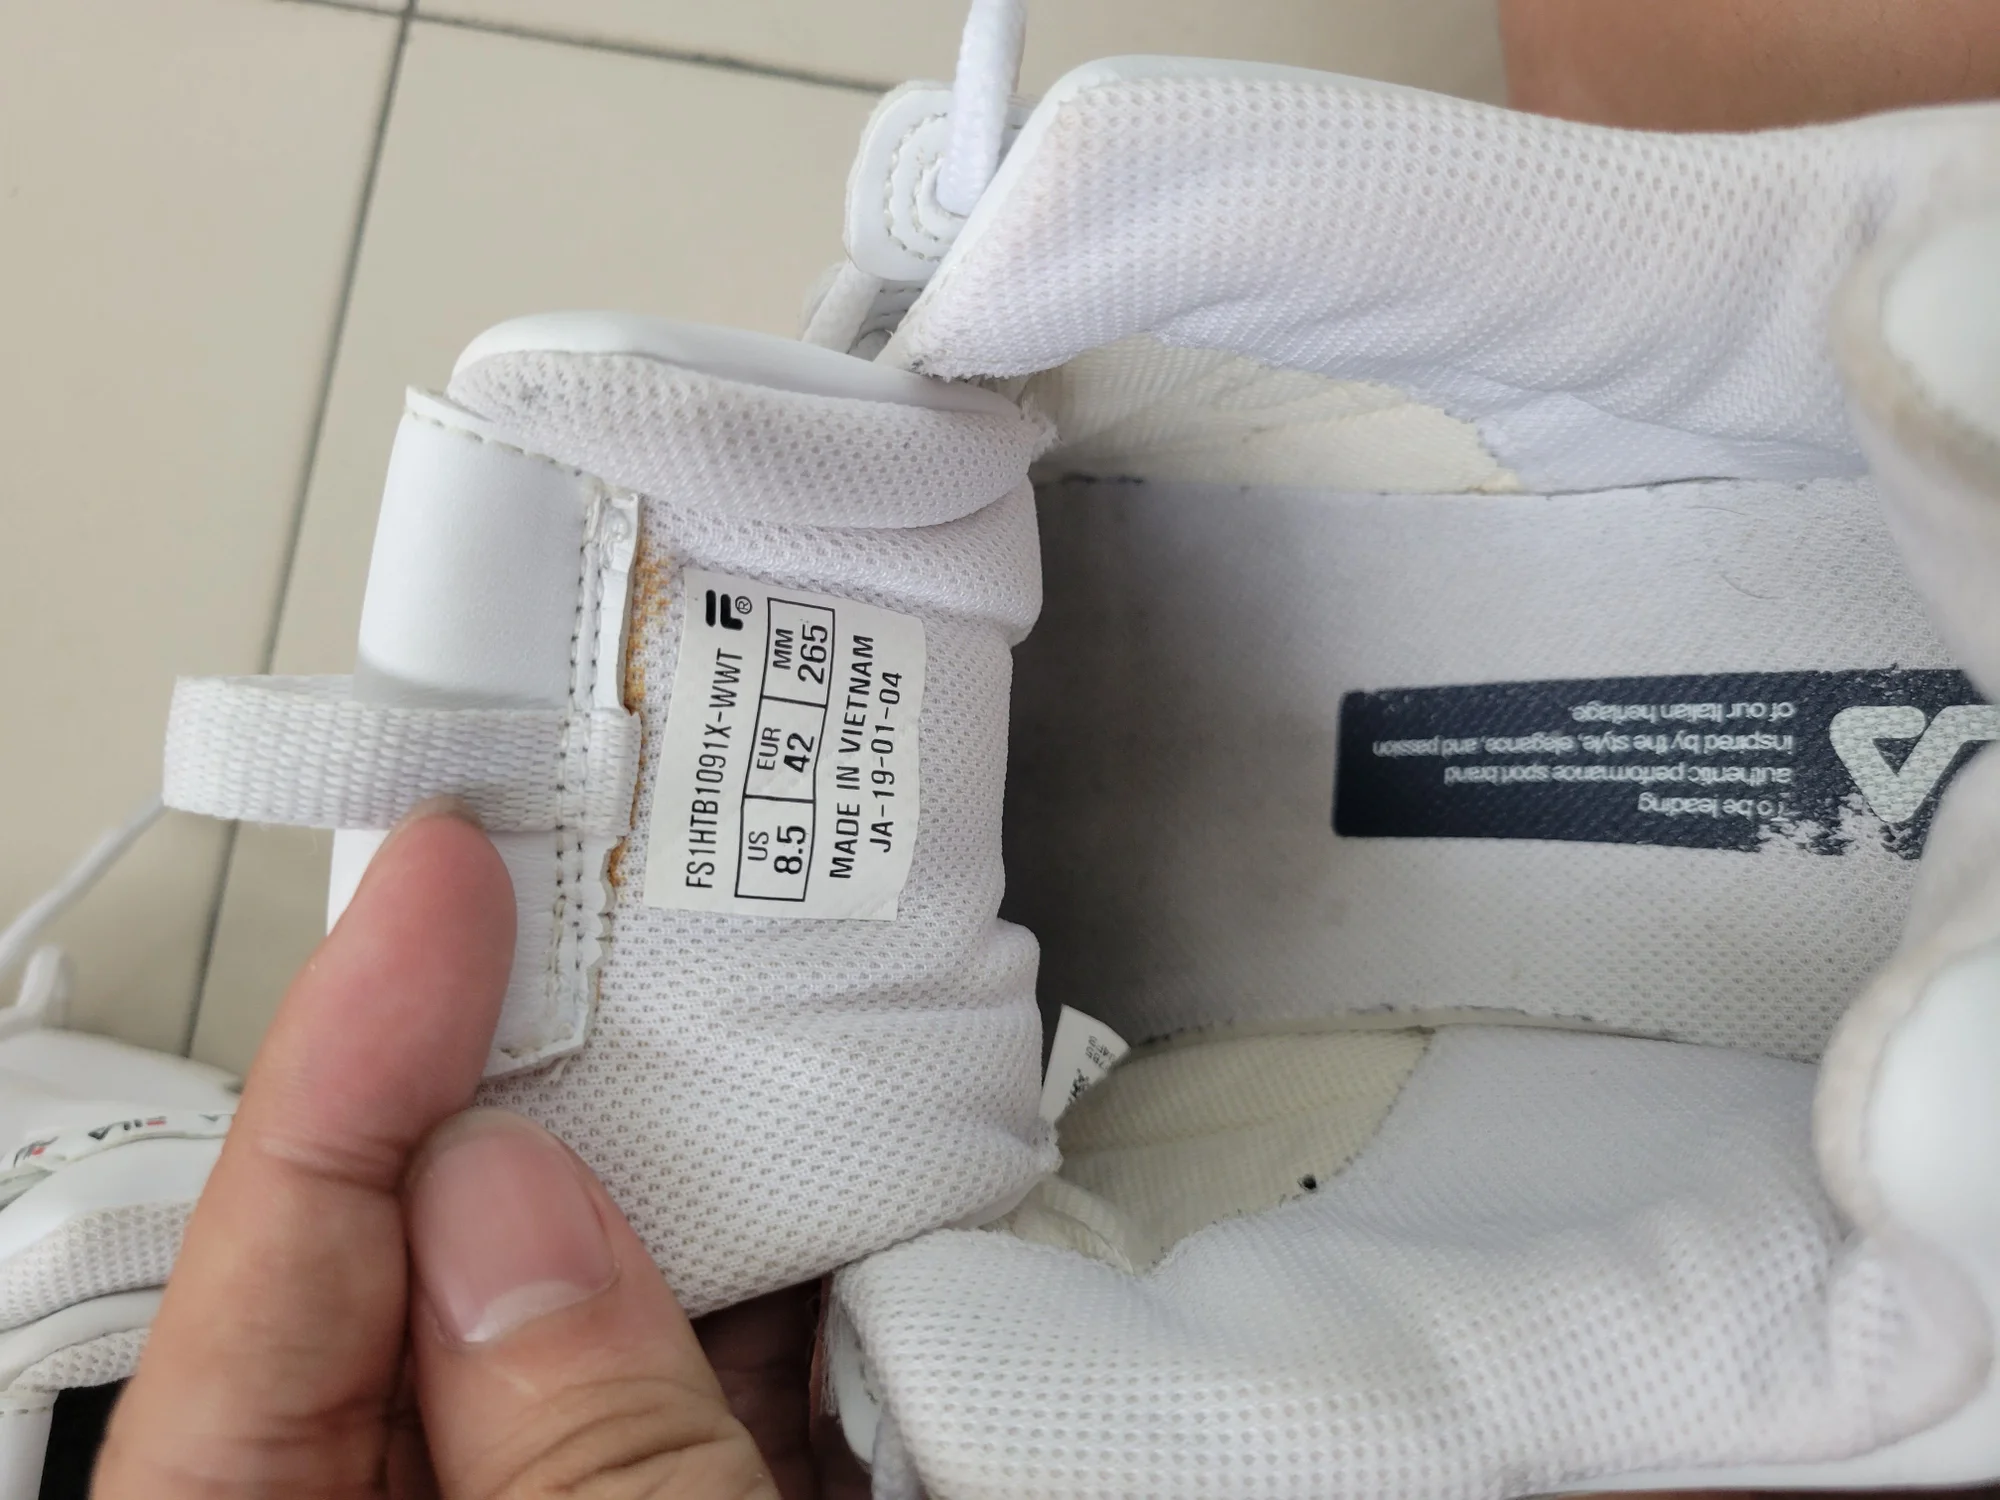 FS1HTB1091X-WWT F®
US EUR MM
8.5 42 265
MADE IN VIETNAM
JA-19-01-04
To be leading
authentic performance sport brand
inspired by the style, elegance, and passion
of our Italian heritage.
FILA